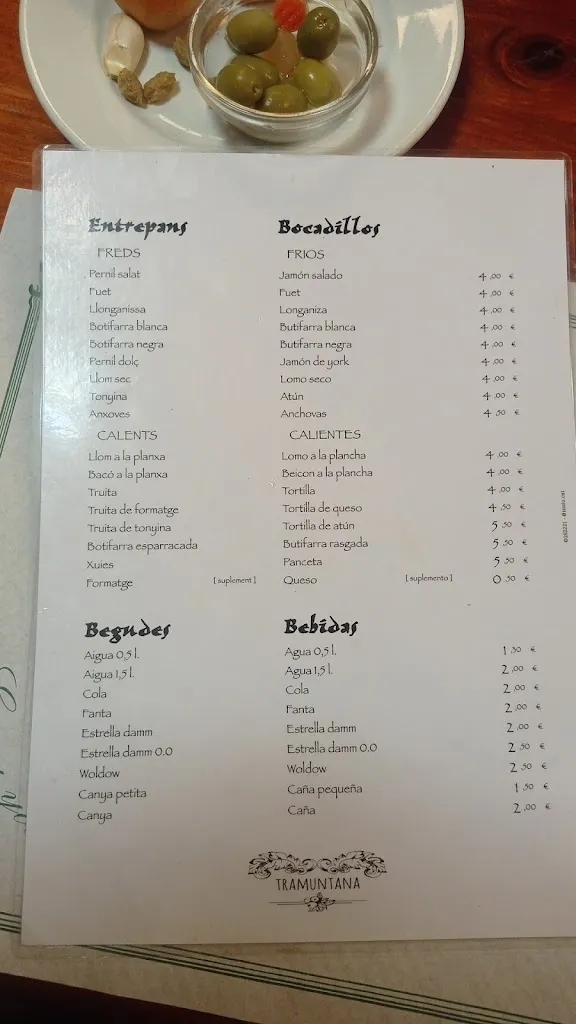 Entrepans Bocadillos
FREDS FRIOS
Pernil salat Jamón salado 4,00 €
Fuet Fuet 4,00 €
Llonganissa Longaniza 4,00 €
Botifarra blanca Butifarra blanca 4,00 €
Botifarra negra Butifarra negra 4,00 €
Pernil dolç Jamón de york 4,00 €
Llom sec Lomo seco 4,00 €
Tonyina Atún 4,00 €
Anxoves Anchovas 4,50 €
CALENTS CALIENTES
Llom a la planxa Lomo a la plancha 4,00 €
Bacó a la planxa Beicon a la plancha 4,00 €
Truita Tortilla 4,00 €
Truita de formatge Tortilla de queso 4,50 €
Truita de tonyina Tortilla de atún 5,50 €
Botifarra esparracada Butifarra rasgada 5,50 €
Xuies Panceta 5,50 €
Formatge [ suplement ] Queso [ suplemento ] 0,50 €
Begudes Bebidas
Aigua 0,5 l. Agua 0,5 l. 1,50 €
Aigua 1,5 l. Agua 1,5 l. 2,00 €
Cola Cola 2,00 €
Fanta Fanta 2,00 €
Estrella damm Estrella damm 2,00 €
Estrella damm 0.0 Estrella damm 0.0 2,50 €
Woldow Woldow 2,50 €
Canya petita Caña pequeña 1,50 €
Canya Caña 2,00 €
TRAMUNTANA